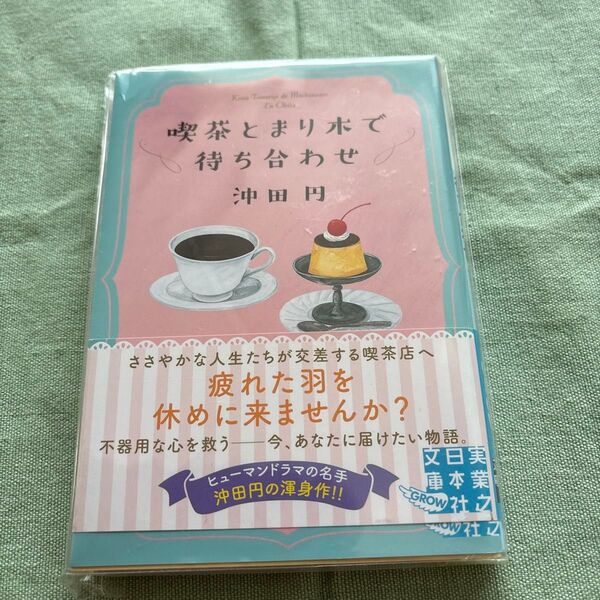 Kissa Tomarigi de Machiawase
En Okita
喫茶とまり木で
待ち合わせ
沖田 円
ささやかな人生たちが交差する喫茶店へ
疲れた羽を
休めに来ませんか?
不器用な心を救う――今、あなたに届けたい物語。
ヒューマンドラマの名手
沖田円の渾身作!!
実業之
日本社
文庫
GROW
GROW